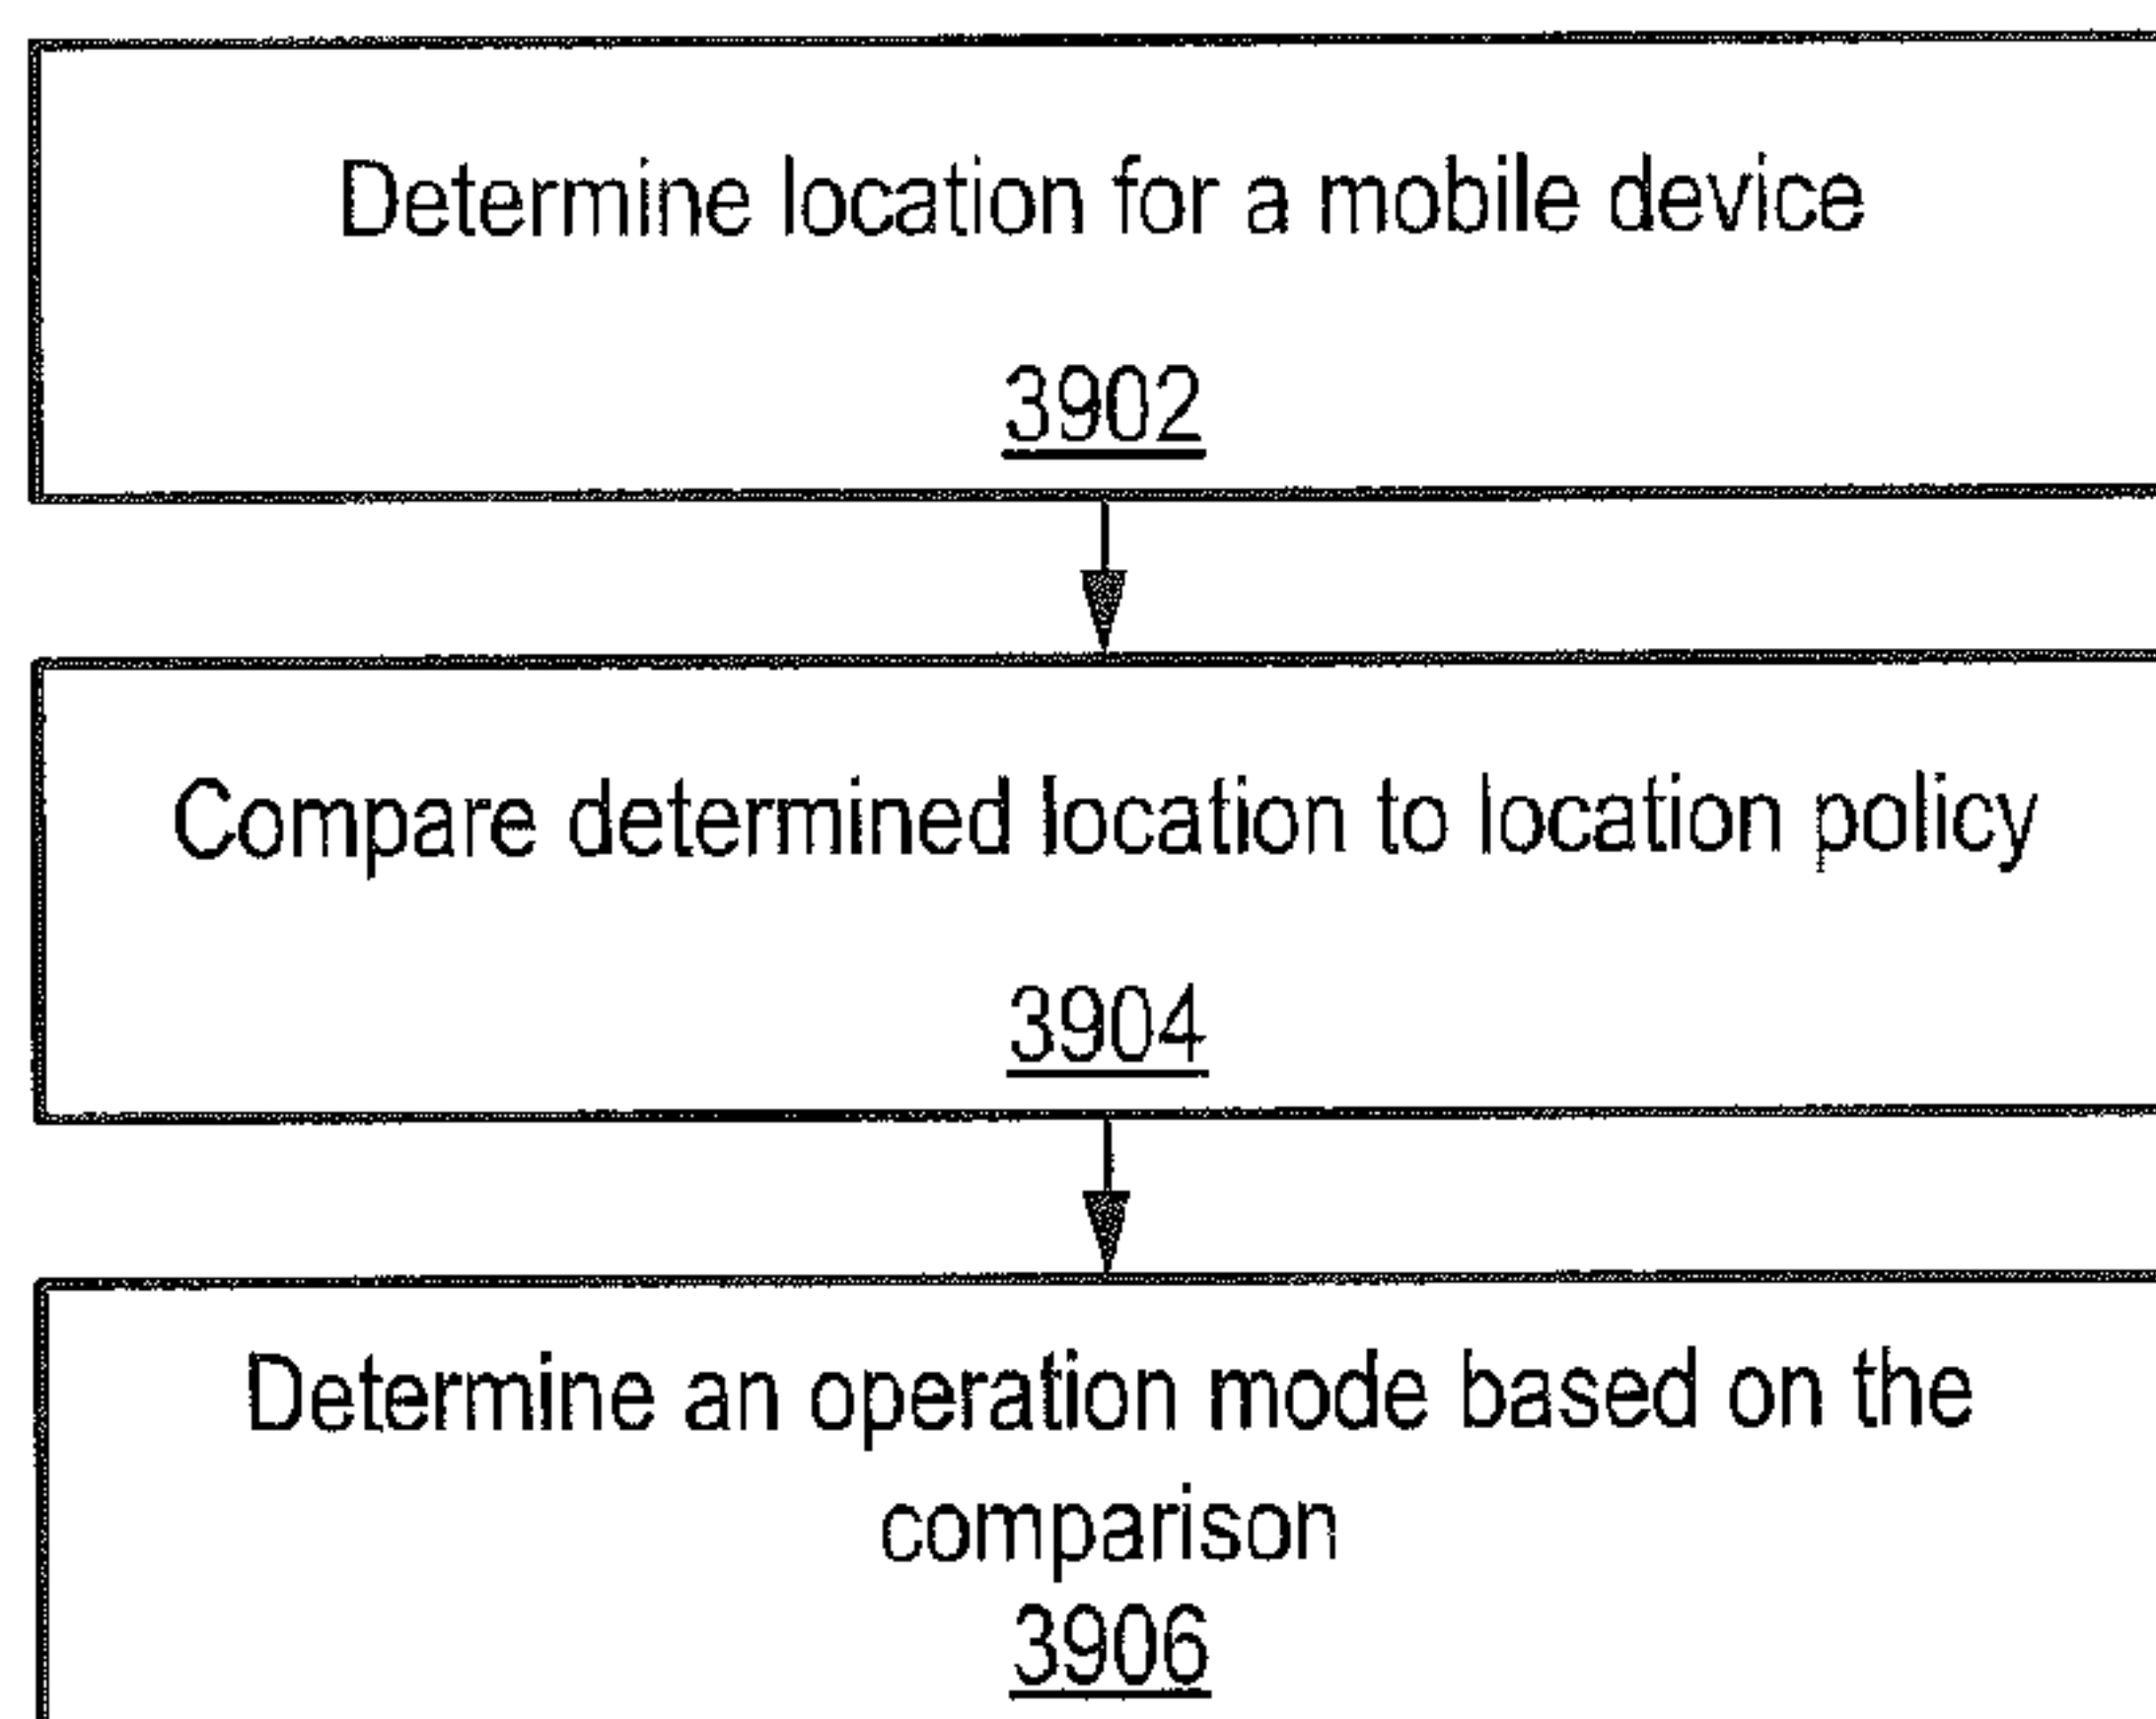 Determine location for a mobile device
3902
Compare determined location to location policy
3904
Determine an operation mode based on the
comparison
3906